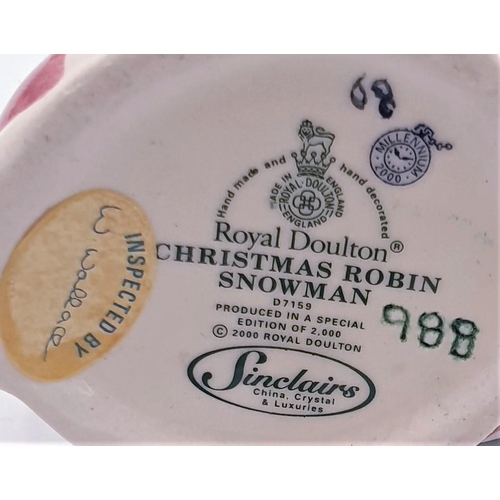 68
MILLENNIUM
2000
Hand made and hand decorated
MADE IN ENGLAND
ROYAL·DOULTON
ENGLAND
Royal Doulton®
CHRISTMAS ROBIN
SNOWMAN
D7159
PRODUCED IN A SPECIAL
EDITION OF 2,000
© 2000 ROYAL DOULTON
988
Sinclairs
China, Crystal
& Luxuries
INSPECTED BY
W Wallace